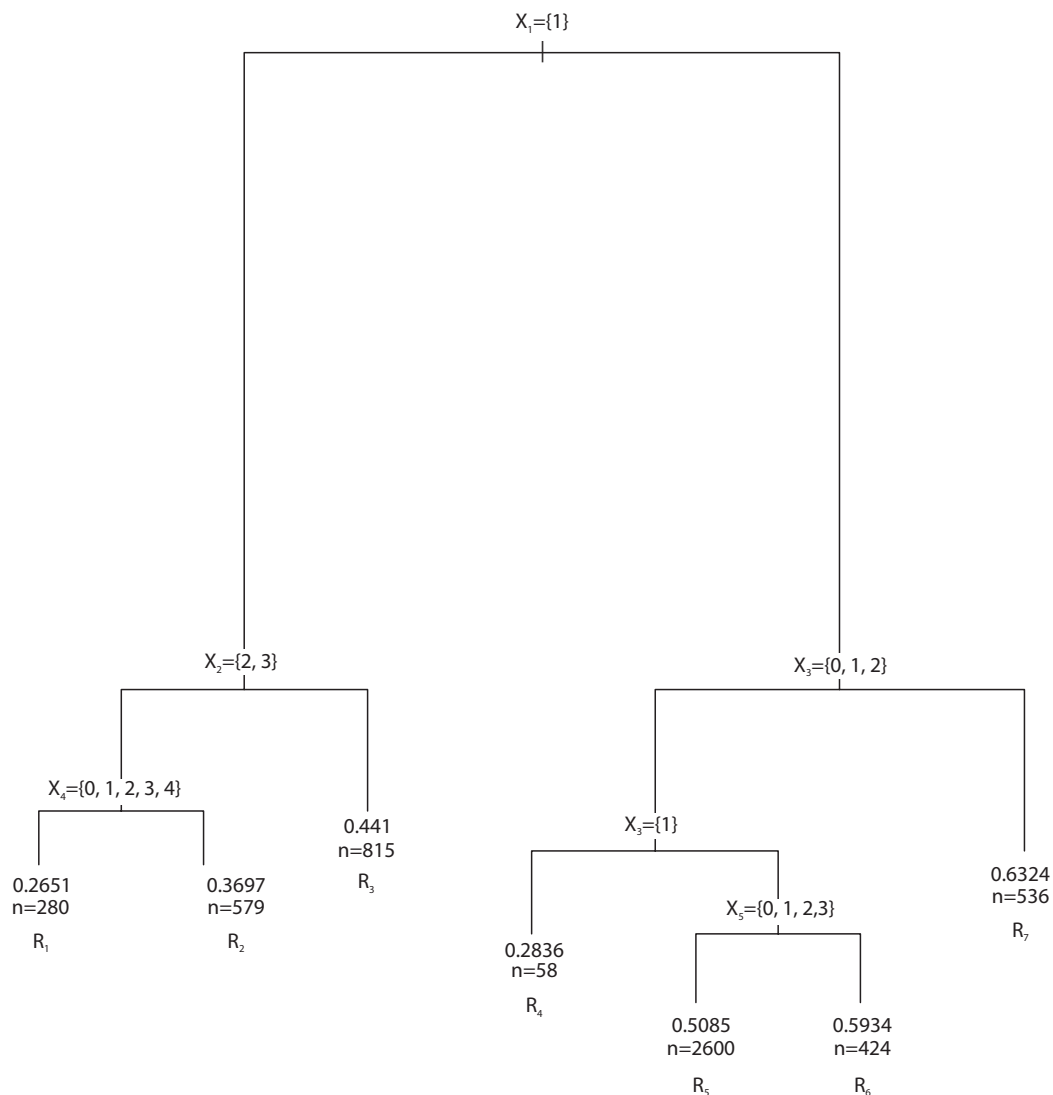 X₁={1}
X₂={2, 3}
X₃={0, 1, 2}
X₄={0, 1, 2, 3, 4}
0.441
n=815
R₃
X₃={1}
0.2651
n=280
R₁
0.3697
n=579
R₂
0.6324
n=536
R₇
X₅={0, 1, 2,3}
0.2836
n=58
R₄
0.5085
n=2600
R₅
0.5934
n=424
R₆